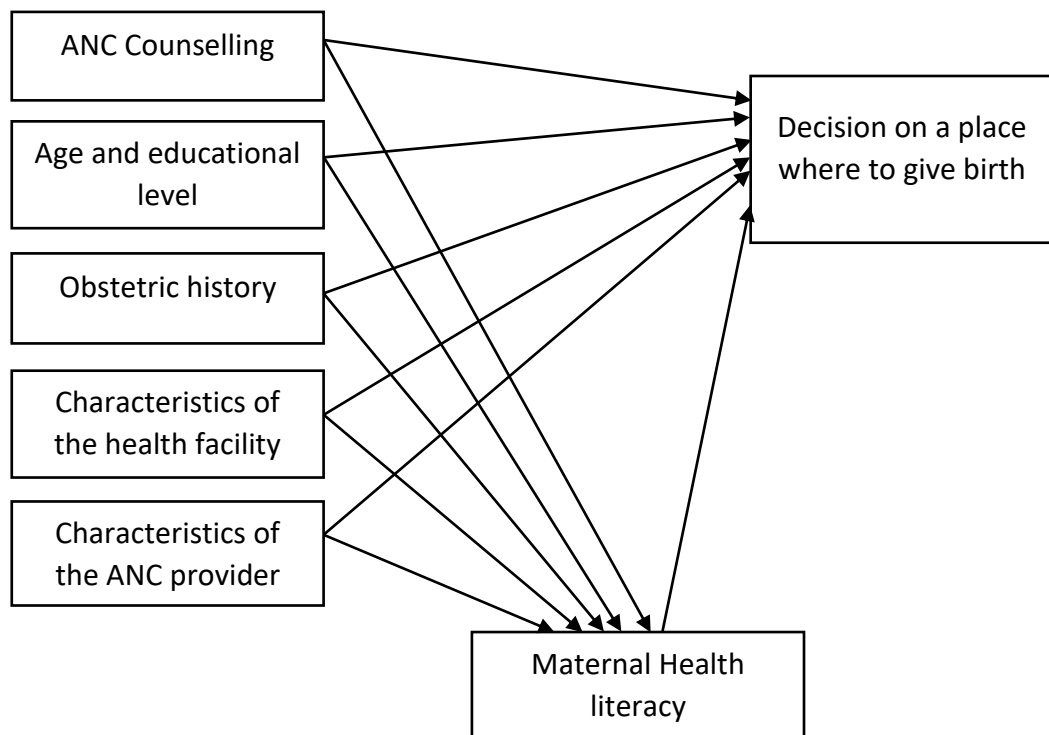 ANC Counselling
Age and educational
level
Obstetric history
Characteristics of
the health facility
Characteristics of
the ANC provider
Decision on a place
where to give birth
Maternal Health
literacy